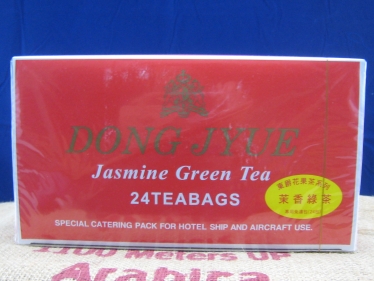 DONG JYUE
Jasmine Green Tea
24TEABAGS
茉香綠茶
SPECIAL CATERING PACK FOR HOTEL SHIP AND AIRCRAFT USE.
1100 Meters UP
Arabica